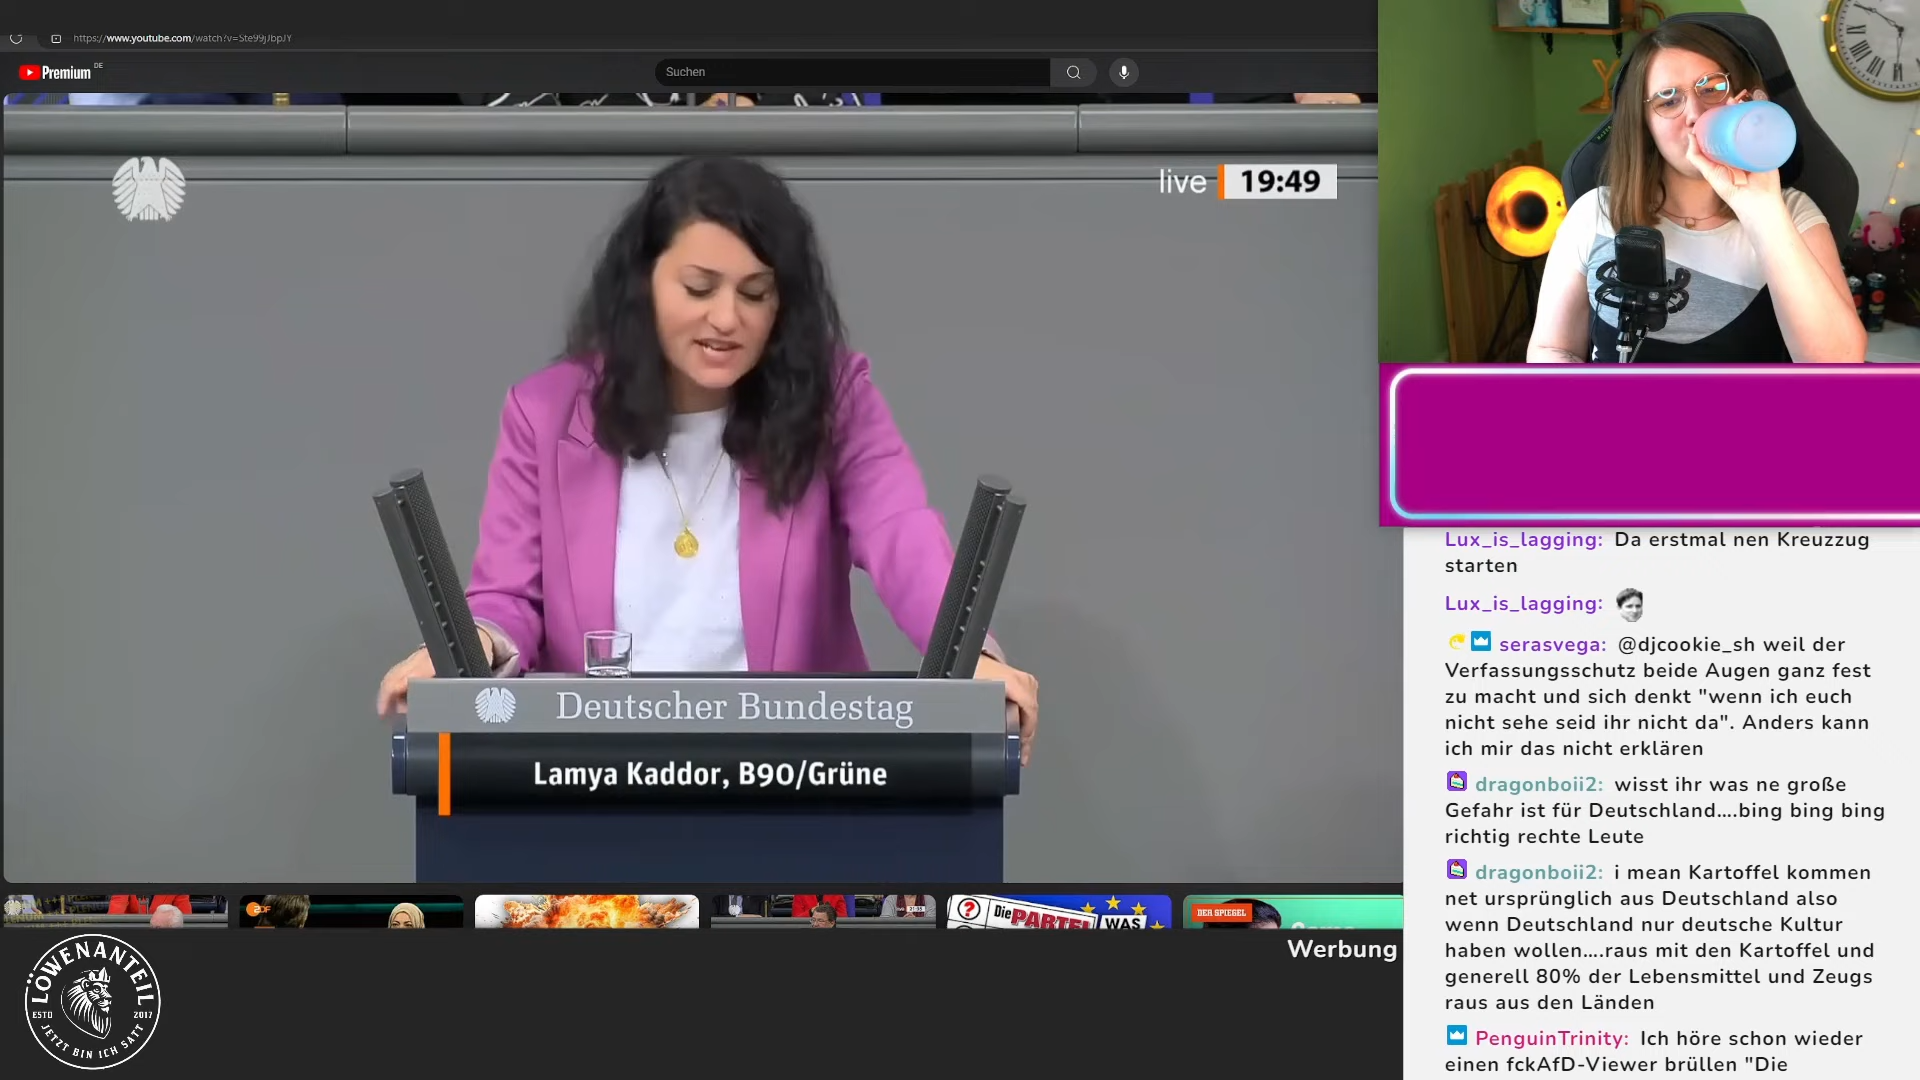 https://www.youtube.com/watch?v=Ste99jJbpJY
Premium DE
Suchen
live 19:49
Deutscher Bundestag
Lamya Kaddor, B90/Grüne
ZDF
Die PARTEI
WAS
DER SPIEGEL
Werbung
LÖWENANTEIL
ESTD 2017
JETZT BIN ICH SATT
Lux_is_lagging: Da erstmal nen Kreuzzug
starten
Lux_is_lagging:
serasvega: @djcookie_sh weil der
Verfassungsschutz beide Augen ganz fest
zu macht und sich denkt "wenn ich euch
nicht sehe seid ihr nicht da". Anders kann
ich mir das nicht erklären
dragonboii2: wisst ihr was ne große
Gefahr ist für Deutschland....bing bing bing
richtig rechte Leute
dragonboii2: i mean Kartoffel kommen
net ursprünglich aus Deutschland also
wenn Deutschland nur deutsche Kultur
haben wollen....raus mit den Kartoffel und
generell 80% der Lebensmittel und Zeugs
raus aus den Länden
PenguinTrinity: Ich höre schon wieder
einen fckAfD-Viewer brüllen "Die